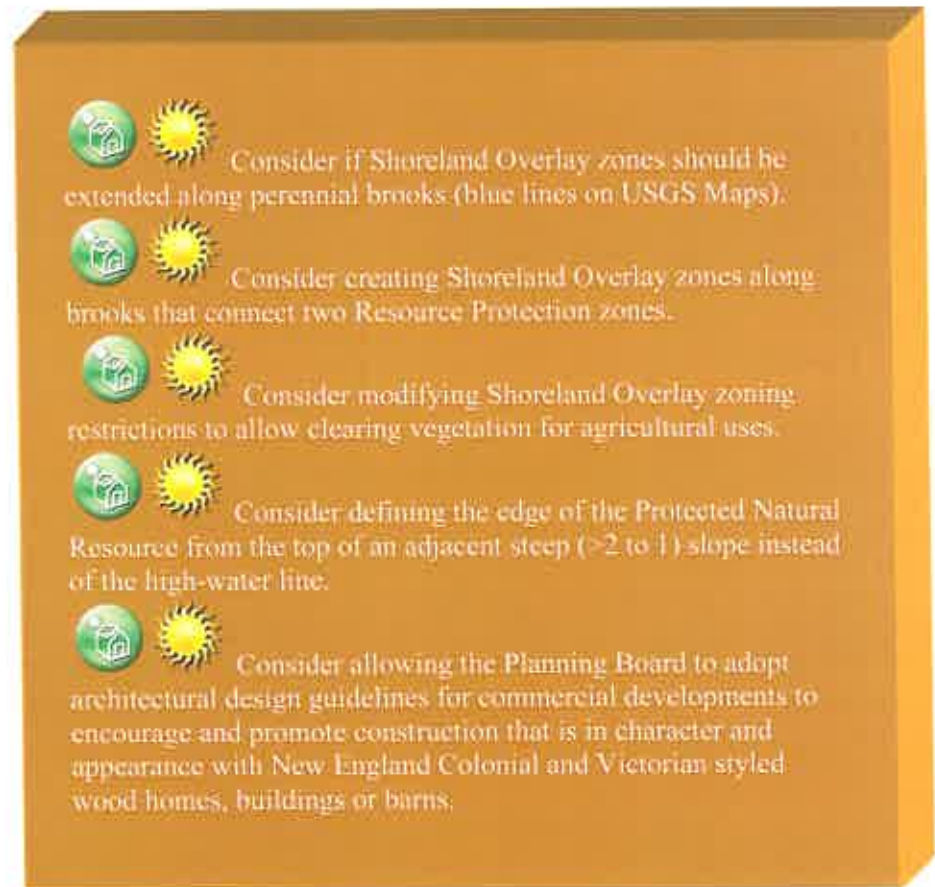 Consider if Shoreland Overlay zones should be
extended along perennial brooks (blue lines on USGS Maps).
Consider creating Shoreland Overlay zones along
brooks that connect two Resource Protection zones.
Consider modifying Shoreland Overlay zoning
restrictions to allow clearing vegetation for agricultural uses.
Consider defining the edge of the Protected Natural
Resource from the top of an adjacent steep (>2 to 1) slope instead
of the high-water line.
Consider allowing the Planning Board to adopt
architectural design guidelines for commercial developments to
encourage and promote construction that is in character and
appearance with New England Colonial and Victorian styled
wood homes, buildings or barns.